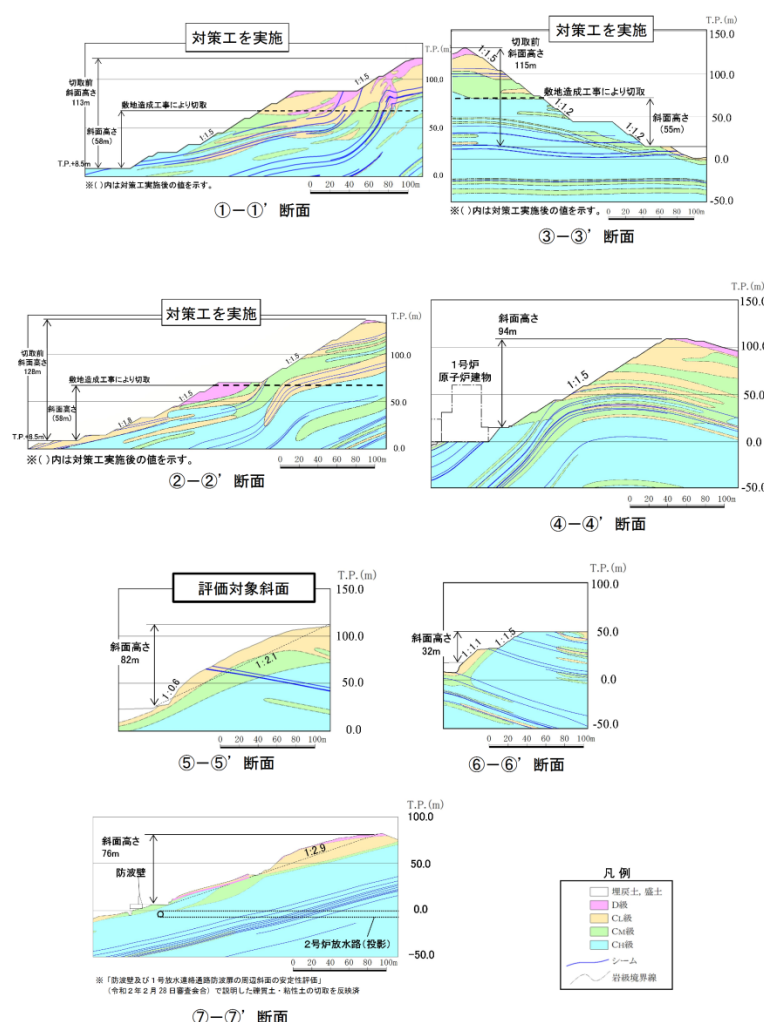 対策工を実施
T.P.(m)
1:1.5
100.0
50.0
0.0
切取前
斜面高さ
113m
敷地造成工事により切取
斜面高さ
(58m)
1:1.5
T.P.+8.5m
※( )内は対策工実施後の値を示す。
0 20 40 60 80 100m
①－①' 断面
対策工を実施
T.P.(m)
150.0
100.0
50.0
0.0
-50.0
1:1.5
切取前
斜面高さ
115m
敷地造成工事により切取
1:1.2
斜面高さ
(55m)
1:1.2
※( )内は対策工実施後の値を示す。
0 20 40 60 80 100m
③－③' 断面
対策工を実施
T.P.(m)
150.0
100.0
50.0
0.0
切取前
斜面高さ
128m
1:1.5
敷地造成工事により切取
斜面高さ
(58m)
1:1.5
T.P.+8.5m
※( )内は対策工実施後の値を示す。
0 20 40 60 80 100m
②－②' 断面
T.P.(m)
150.0
100.0
50.0
0.0
-50.0
斜面高さ
94m
1号炉
原子炉建物
1:1.5
0 20 40 60 80 100m
④－④' 断面
評価対象斜面
T.P.(m)
150.0
100.0
50.0
0.0
斜面高さ
82m
1:2.1
1:0.6
0 20 40 60 80 100m
⑤－⑤' 断面
T.P.(m)
100.0
50.0
0.0
-50.0
斜面高さ
32m
1:1.1
1:1.5
0 20 40 60 80 100m
⑥－⑥' 断面
T.P.(m)
100.0
50.0
0.0
-50.0
斜面高さ
76m
防波壁
1:2.9
2号炉放水路(投影)
0 20 40 60 80 100m
※「防波壁及び1号放水連絡通路防波扉の周辺斜面の安定性評価」
(令和2年2月28日審査会合)で説明した礫質土・粘性土の切取を反映済
⑦－⑦' 断面
凡 例
埋戻土, 盛土
D級
CL級
CM級
CH級
シーム
岩級境界線